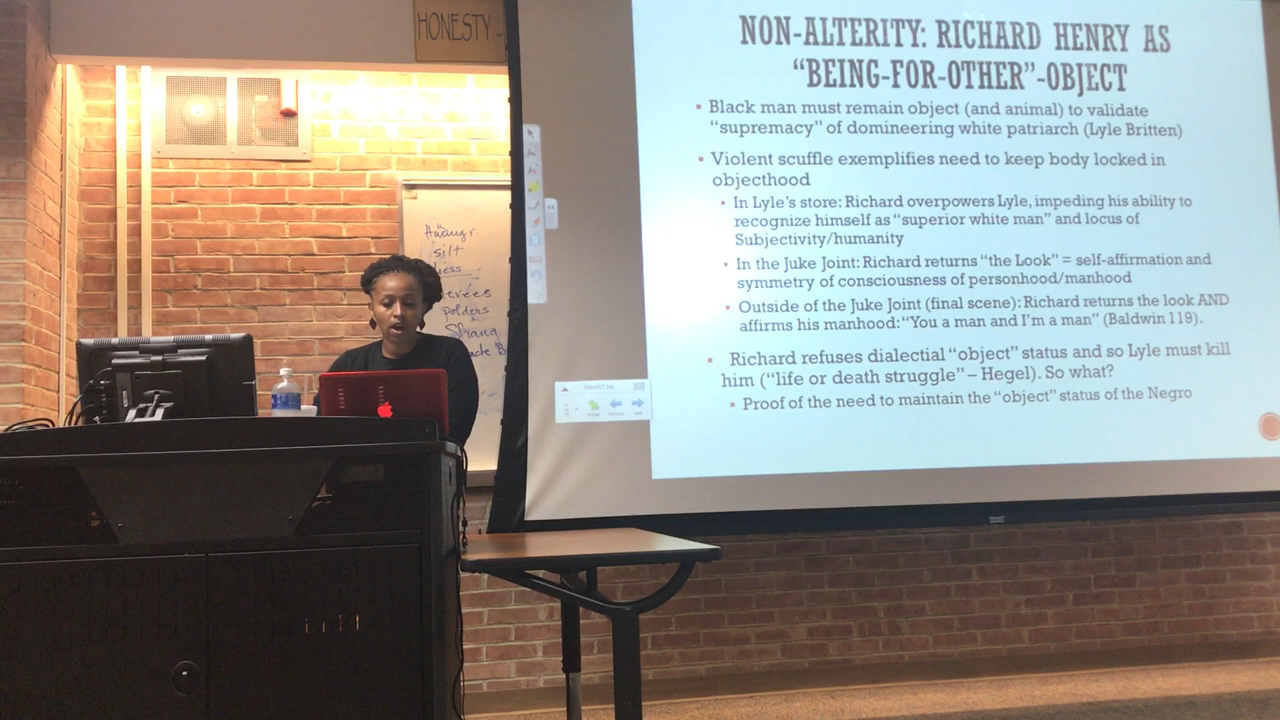 HONESTY
NON-ALTERITY: RICHARD HENRY AS
“BEING-FOR-OTHER”-OBJECT
Black man must remain object (and animal) to validate
“supremacy” of domineering white patriarch (Lyle Britten)
Violent scuffle exemplifies need to keep body locked in
objecthood
In Lyle's store: Richard overpowers Lyle, impeding his ability to
recognize himself as “superior white man” and locus of
Subjectivity/humanity
In the Juke Joint: Richard returns “the Look” = self-affirmation and
symmetry of consciousness of personhood/manhood
Outside of the Juke Joint (final scene): Richard returns the look AND
affirms his manhood: “You a man and I'm a man” (Baldwin 119).
Richard refuses dialectial “object” status and so Lyle must kill
him (“life or death struggle” – Hegel). So what?
Proof of the need to maintain the “object” status of the Negro
silt
polders